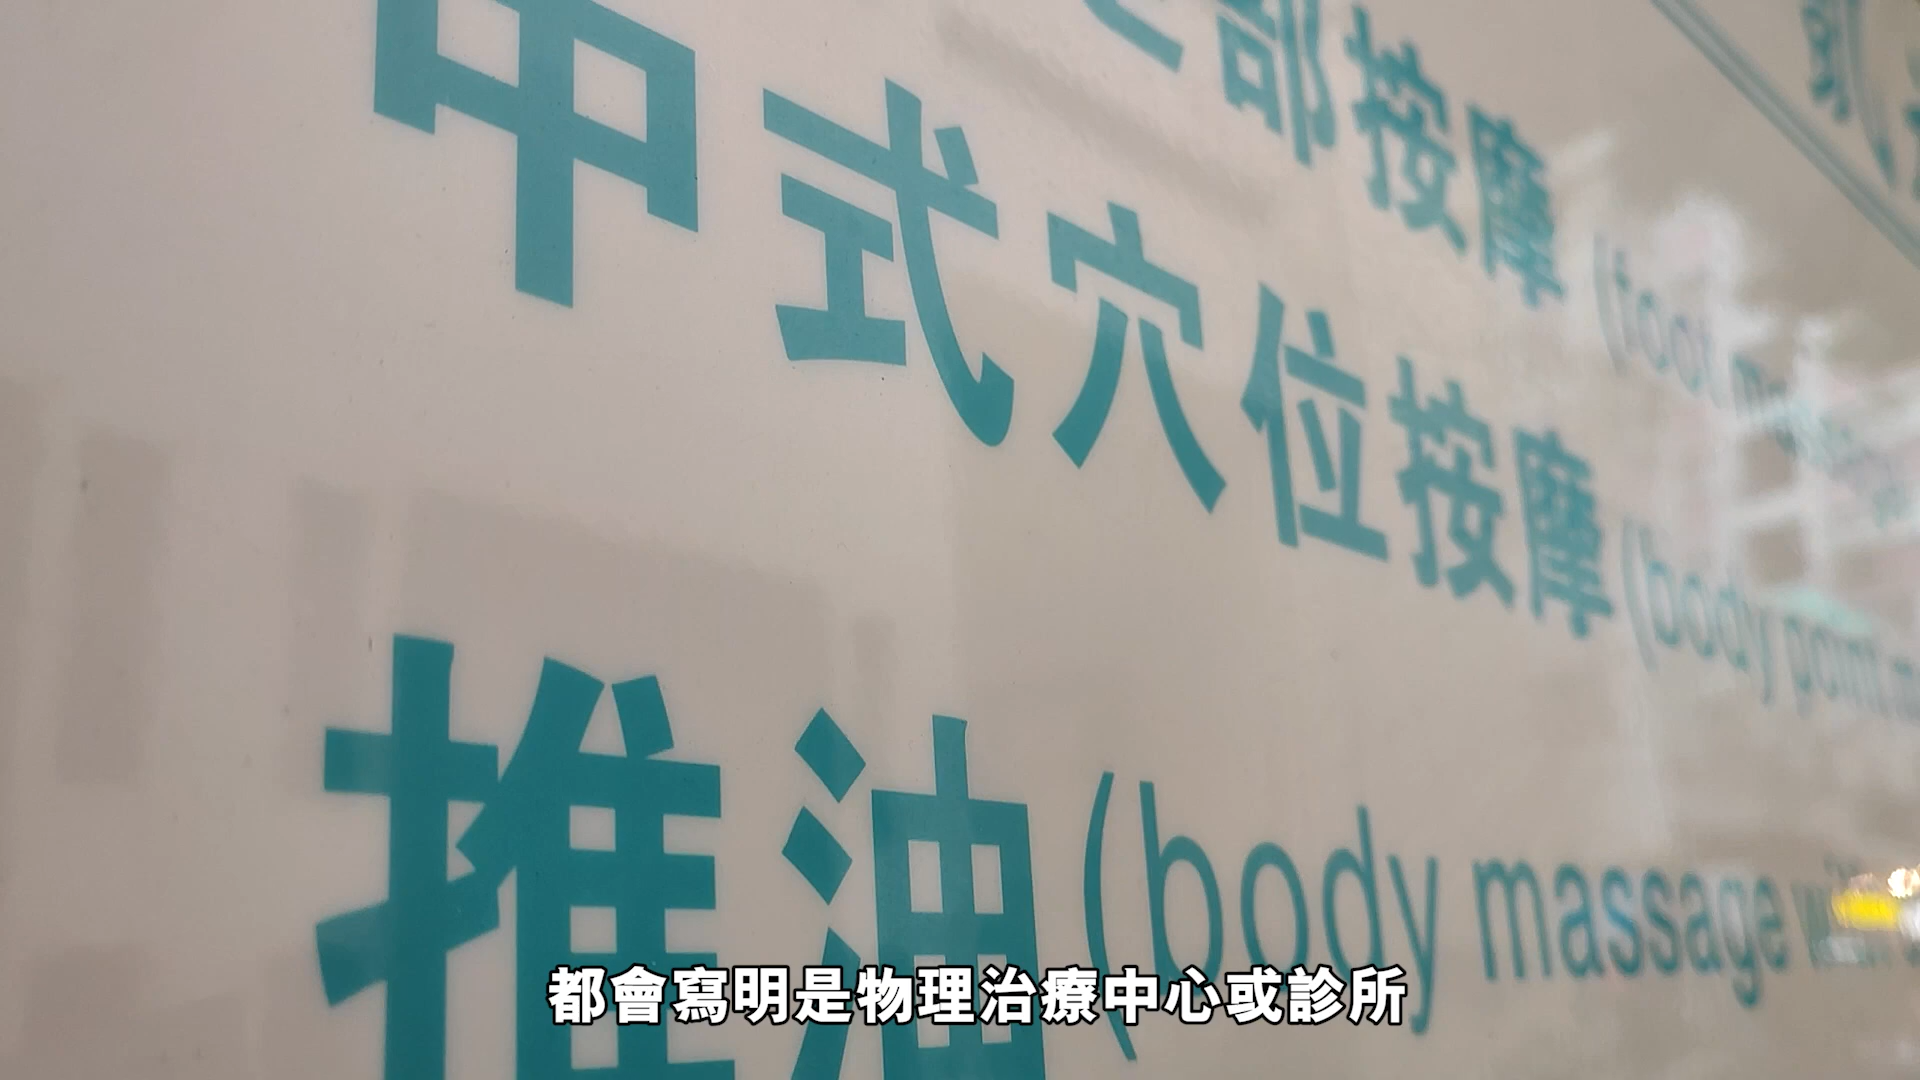 部按摩 (foot
中式穴位按摩 (body point
推油 (body massage
都會寫明是物理治療中心或診所